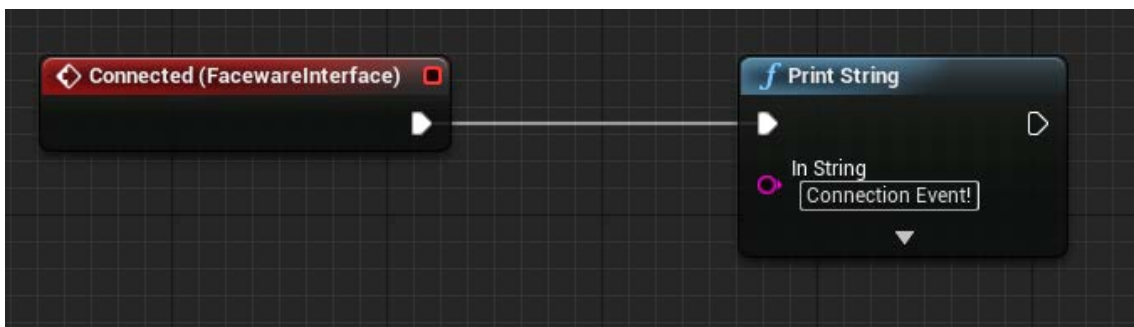 Connected (FacewareInterface)
f Print String
In String
Connection Event!